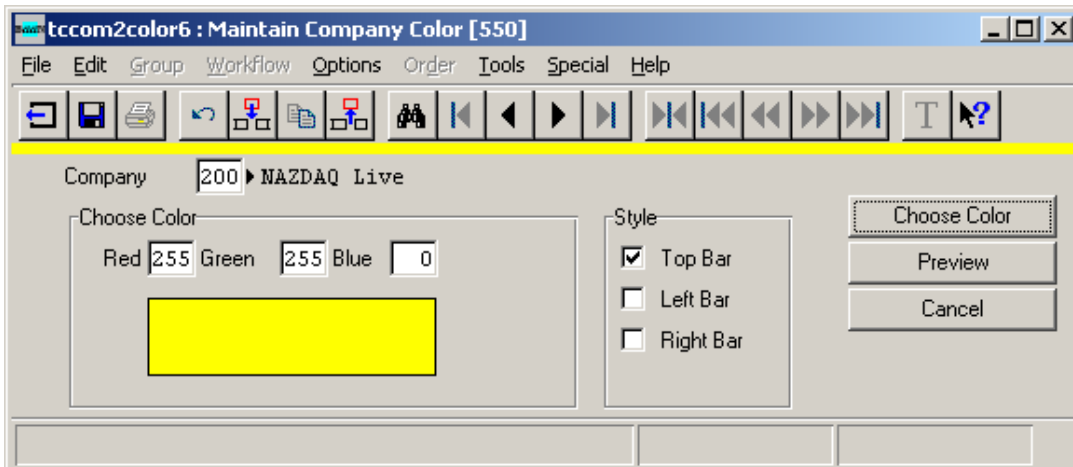 tccom2color6 : Maintain Company Color [550]
File Edit Group Workflow Options Order Tools Special Help
T ?
Company 200 NAZDAQ Live
Choose Color
Red 255 Green 255 Blue 0
Style
Top Bar
Left Bar
Right Bar
Choose Color
Preview
Cancel